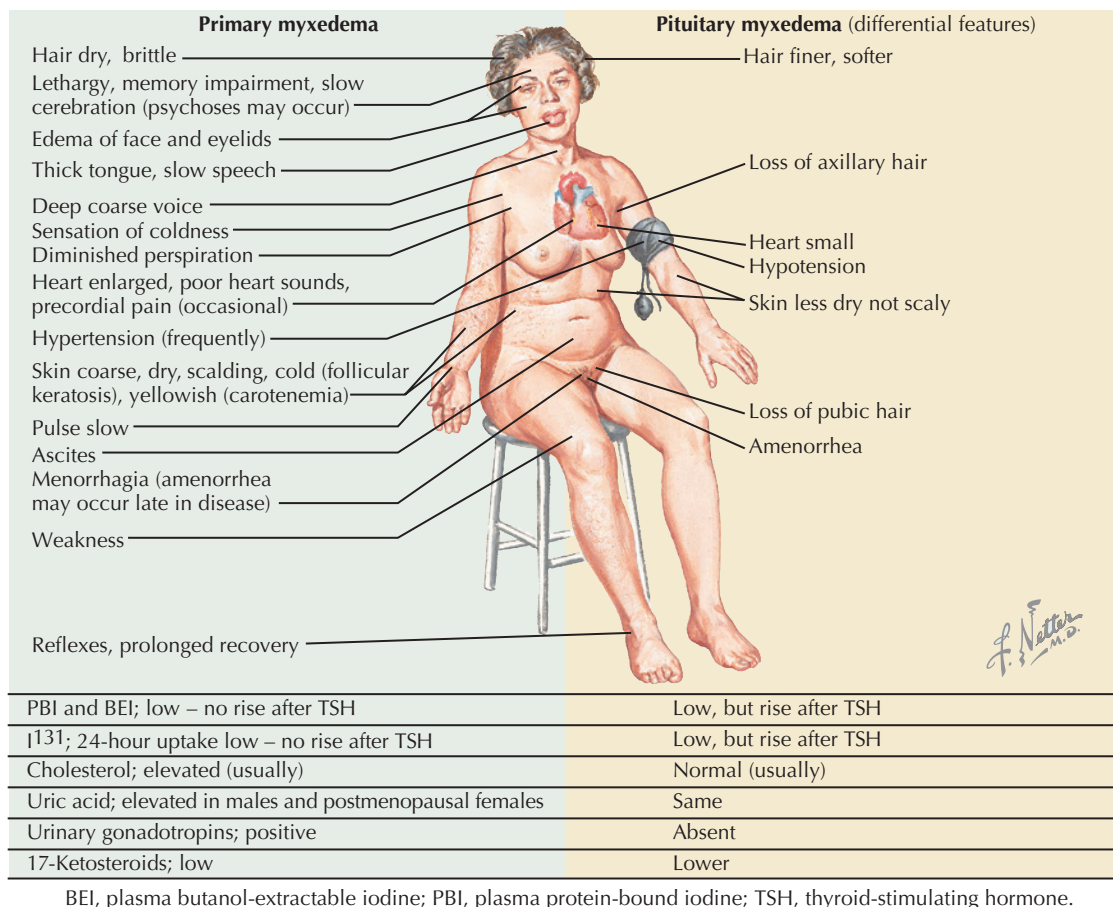 Primary myxedema
Hair dry, brittle
Lethargy, memory impairment, slow
cerebration (psychoses may occur)
Edema of face and eyelids
Thick tongue, slow speech
Deep coarse voice
Sensation of coldness
Diminished perspiration
Heart enlarged, poor heart sounds,
precordial pain (occasional)
Hypertension (frequently)
Skin coarse, dry, scalding, cold (follicular
keratosis), yellowish (carotenemia)
Pulse slow
Ascites
Menorrhagia (amenorrhea
may occur late in disease)
Weakness
Reflexes, prolonged recovery
Pituitary myxedema (differential features)
Hair finer, softer
Loss of axillary hair
Heart small
Hypotension
Skin less dry not scaly
Loss of pubic hair
Amenorrhea
F. Netter
M.D.
PBI and BEI; low – no rise after TSH Low, but rise after TSH
I131; 24-hour uptake low – no rise after TSH Low, but rise after TSH
Cholesterol; elevated (usually) Normal (usually)
Uric acid; elevated in males and postmenopausal females Same
Urinary gonadotropins; positive Absent
17-Ketosteroids; low Lower
BEI, plasma butanol-extractable iodine; PBI, plasma protein-bound iodine; TSH, thyroid-stimulating hormone.